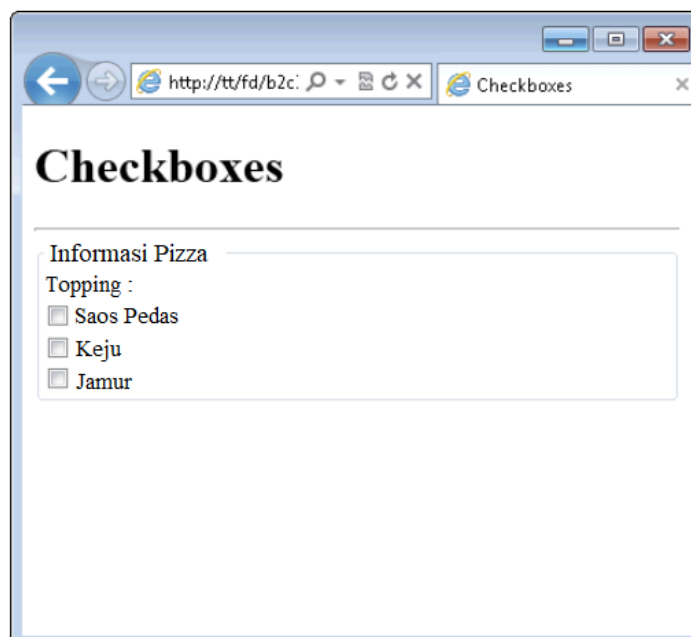 http://tt/fd/b2c
Checkboxes
Checkboxes
Informasi Pizza
Topping :
Saos Pedas
Keju
Jamur